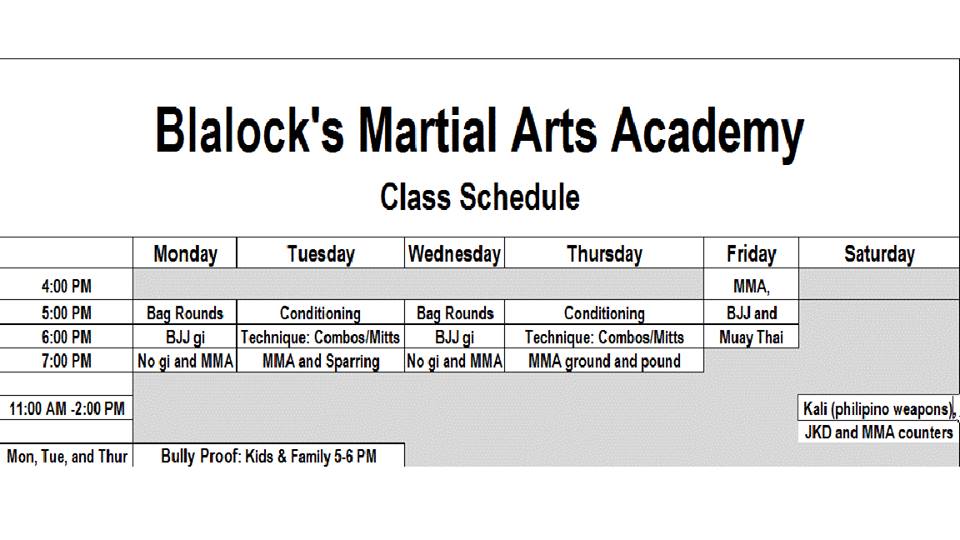 Blalock's Martial Arts Academy
Class Schedule
Monday Tuesday Wednesday Thursday Friday Saturday
4:00 PM MMA,
5:00 PM Bag Rounds Conditioning Bag Rounds Conditioning BJJ and
6:00 PM BJJ gi Technique: Combos/Mitts BJJ gi Technique: Combos/Mitts Muay Thai
7:00 PM No gi and MMA MMA and Sparring No gi and MMA MMA ground and pound
11:00 AM -2:00 PM Kali (philipino weapons),
JKD and MMA counters
Mon, Tue, and Thur Bully Proof: Kids & Family 5-6 PM